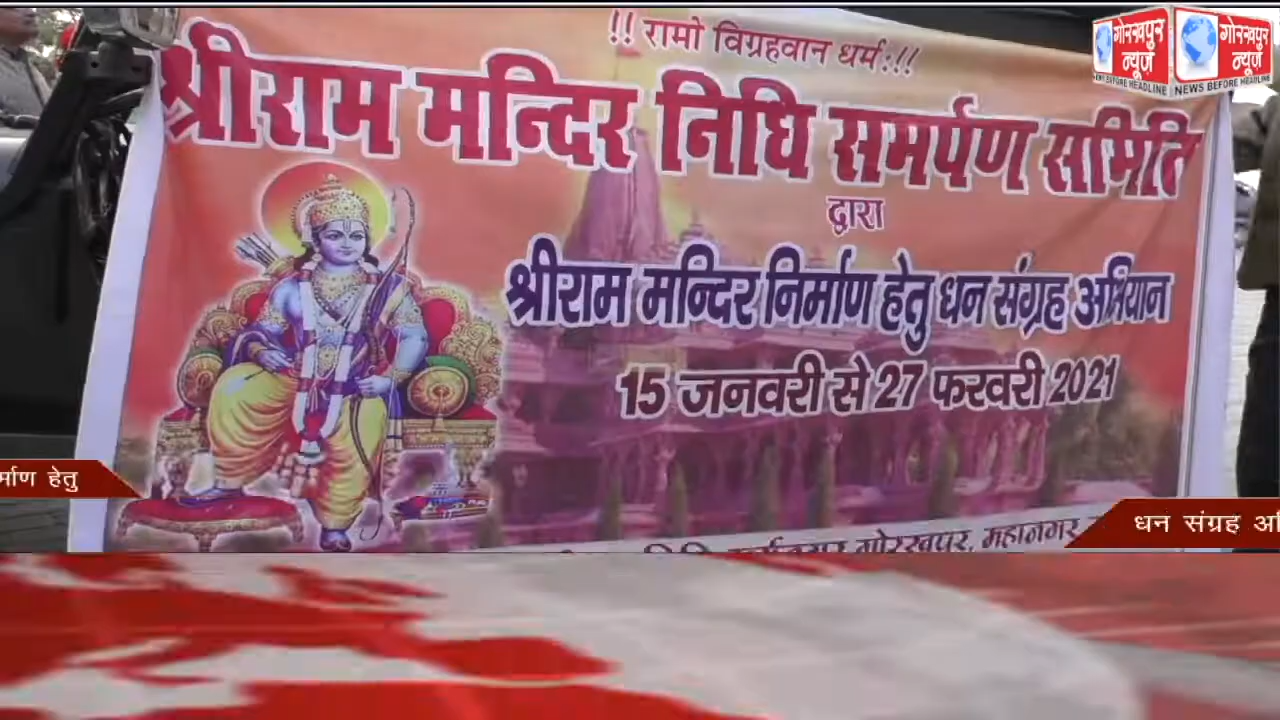 !! रामो विग्रहवान धर्म:!!
गोरखपुर
न्यूज
NEWS BEFORE HEADLINE
गोरखपुर
न्यूज
NEWS BEFORE HEADLINE
श्रीराम मन्दिर निधि समर्पण समिति
द्वारा
श्रीराम मन्दिर निर्माण हेतु धन संग्रह अभियान
15 जनवरी से 27 फरवरी 2021
हेतु
धन संग्रह
गोरखपुर, महानगर